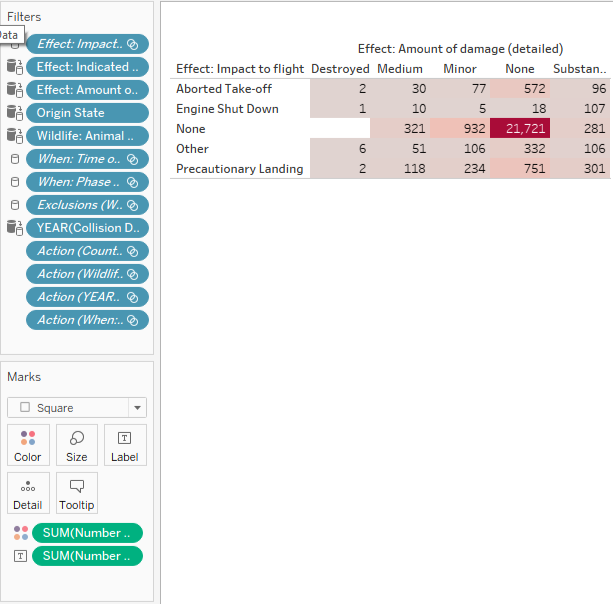 Filters
Data
Effect: Impact..
Effect: Indicated ..
Effect: Amount o..
Origin State
Wildlife: Animal ..
When: Time o..
When: Phase ..
Exclusions (W..
YEAR(Collision D..
Action (Count..
Action (Wildlif..
Action (YEAR..
Action (When:..
Marks
Square
Color Size Label
Detail Tooltip
SUM(Number ..
SUM(Number ..
Effect: Amount of damage (detailed)
Effect: Impact to flight Destroyed Medium Minor None Substan..
Aborted Take-off 2 30 77 572 96
Engine Shut Down 1 10 5 18 107
None 321 932 21,721 281
Other 6 51 106 332 106
Precautionary Landing 2 118 234 751 301